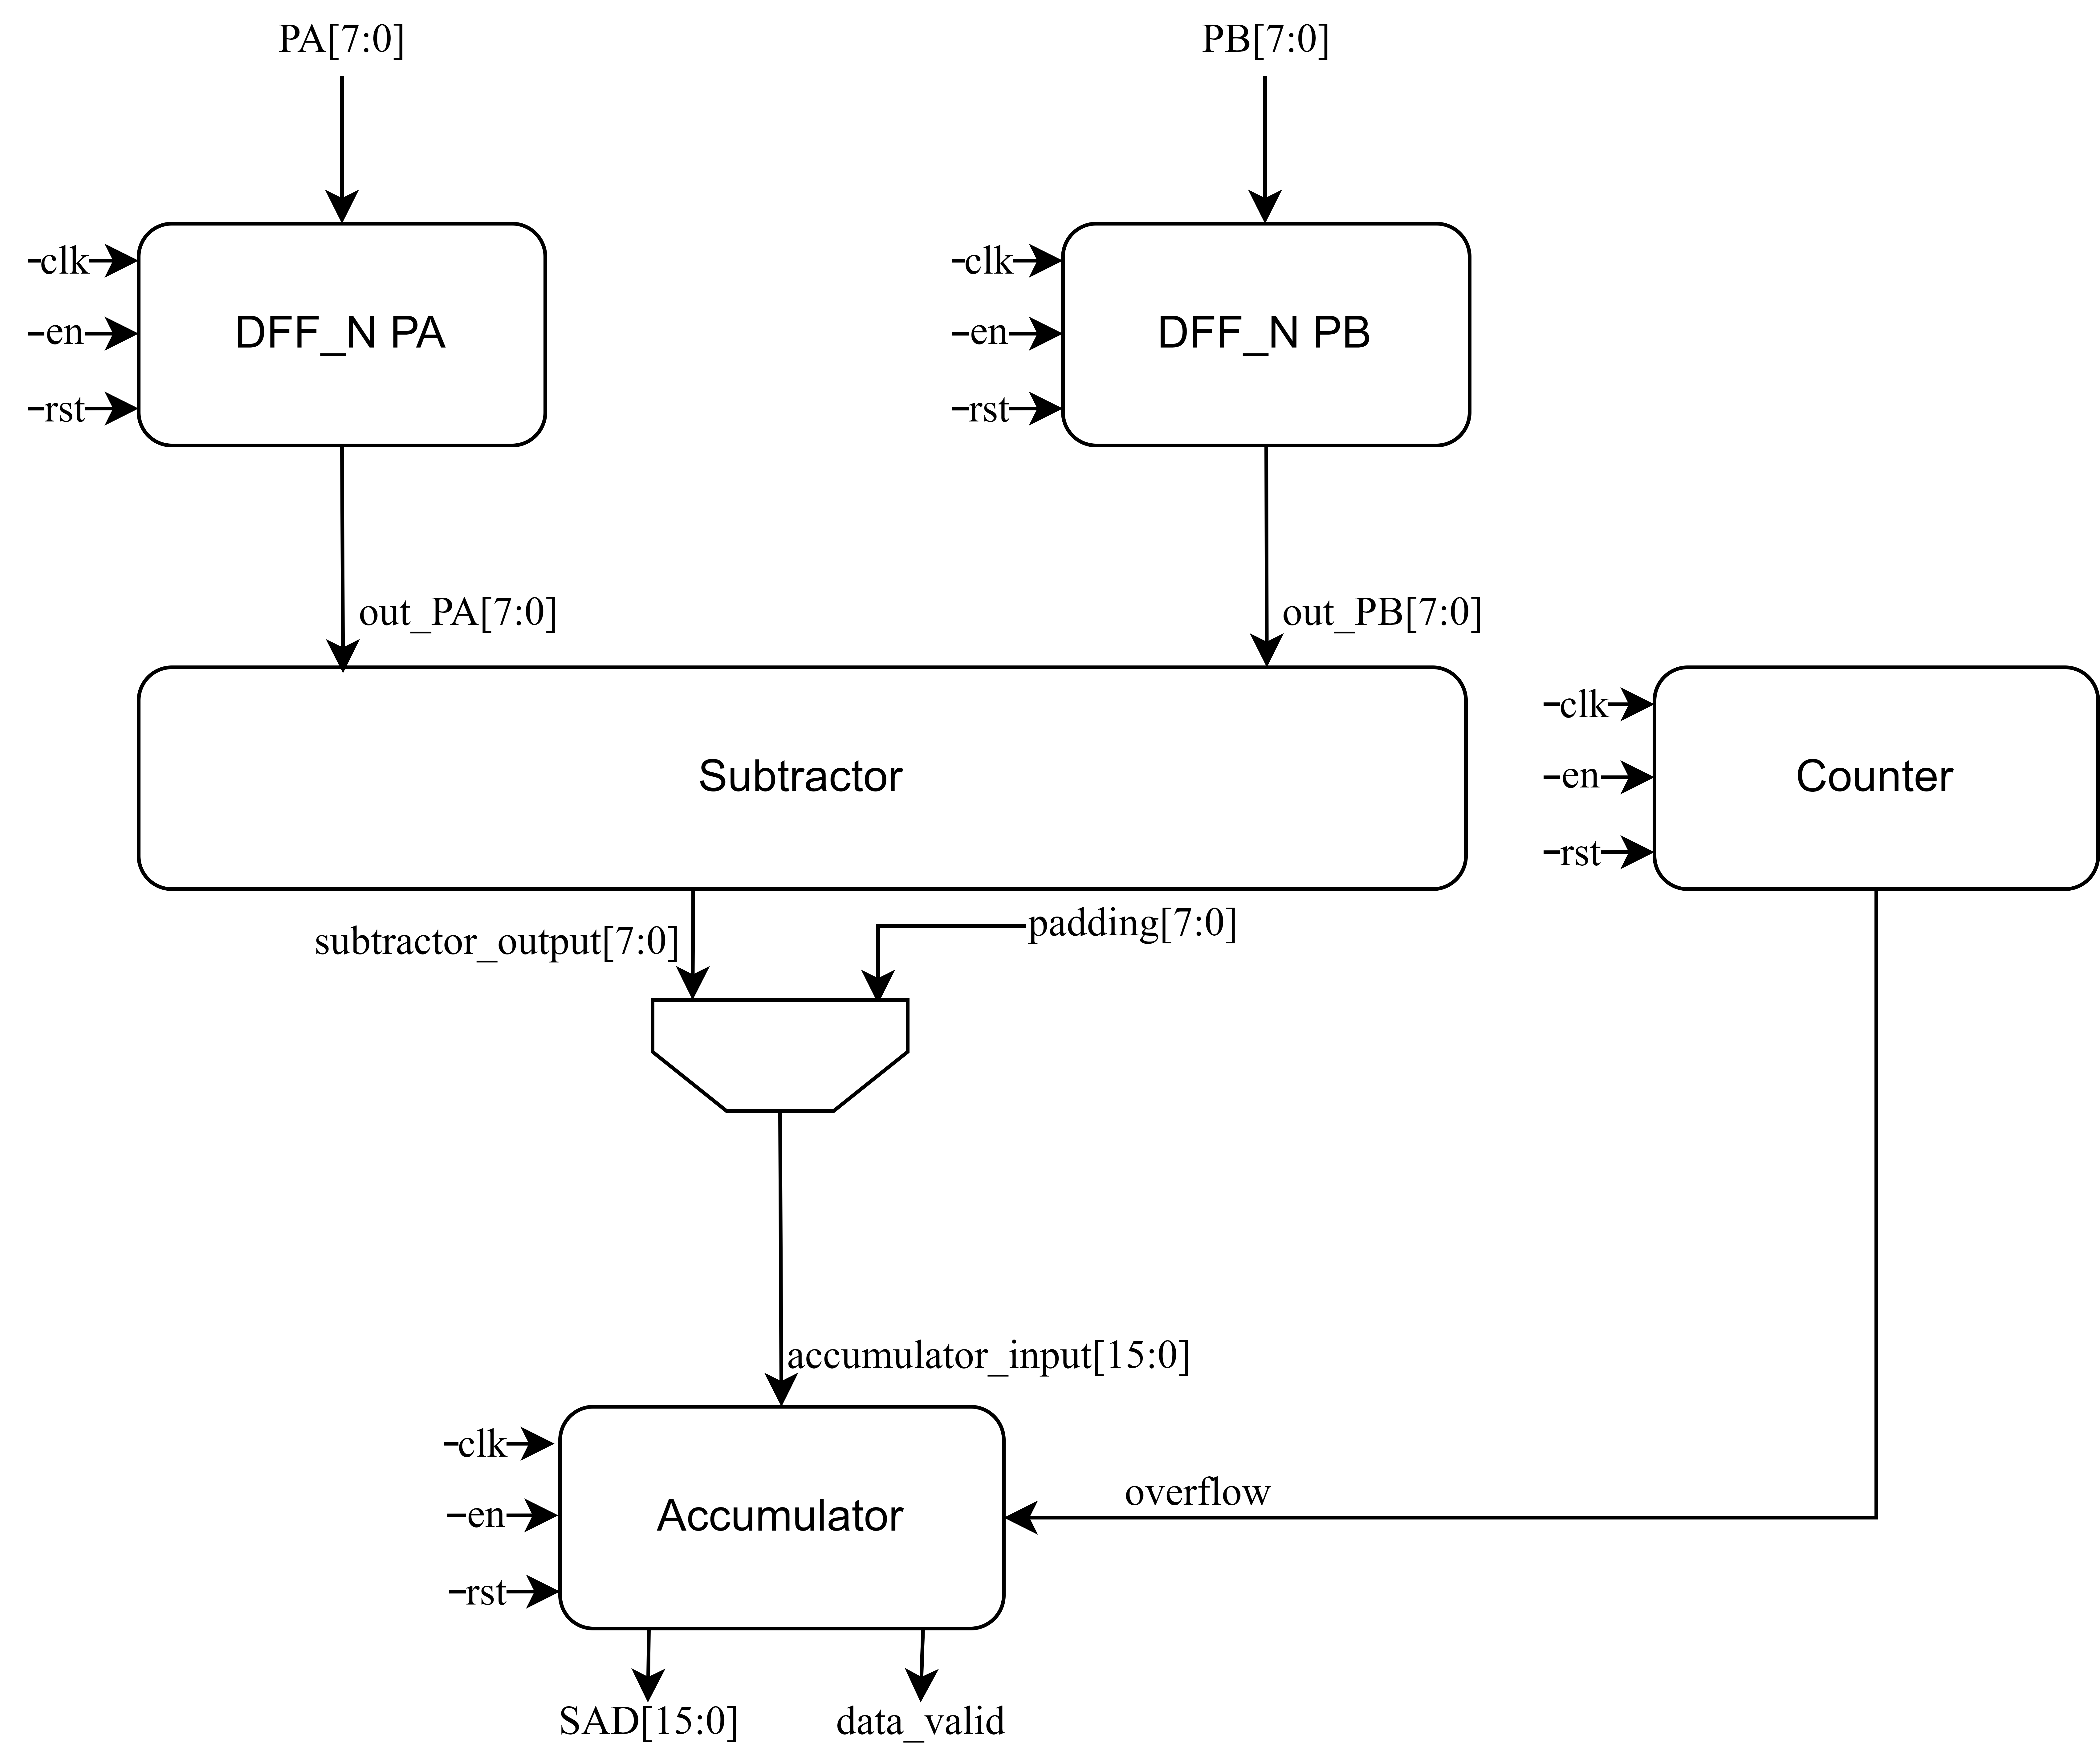 PA[7:0]
PB[7:0]
clk
en
rst
DFF_N PA
clk
en
rst
DFF_N PB
out_PA[7:0]
out_PB[7:0]
Subtractor
clk
en
rst
Counter
subtractor_output[7:0]
padding[7:0]
accumulator_input[15:0]
clk
en
rst
Accumulator
overflow
SAD[15:0]
data_valid